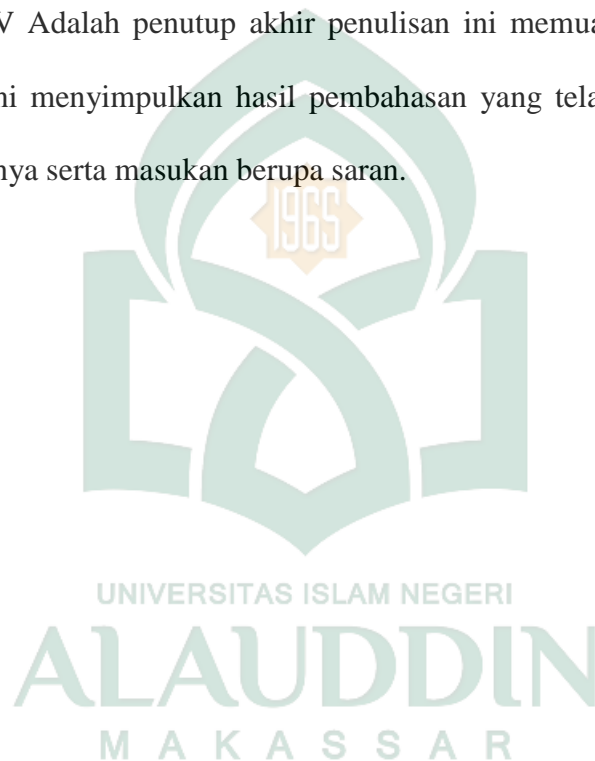 V Adalah penutup akhir penulisan ini memua
ni menyimpulkan hasil pembahasan yang tela
nya serta masukan berupa saran.
1965
UNIVERSITAS ISLAM NEGERI
ALAUDDIN
MAKASSAR